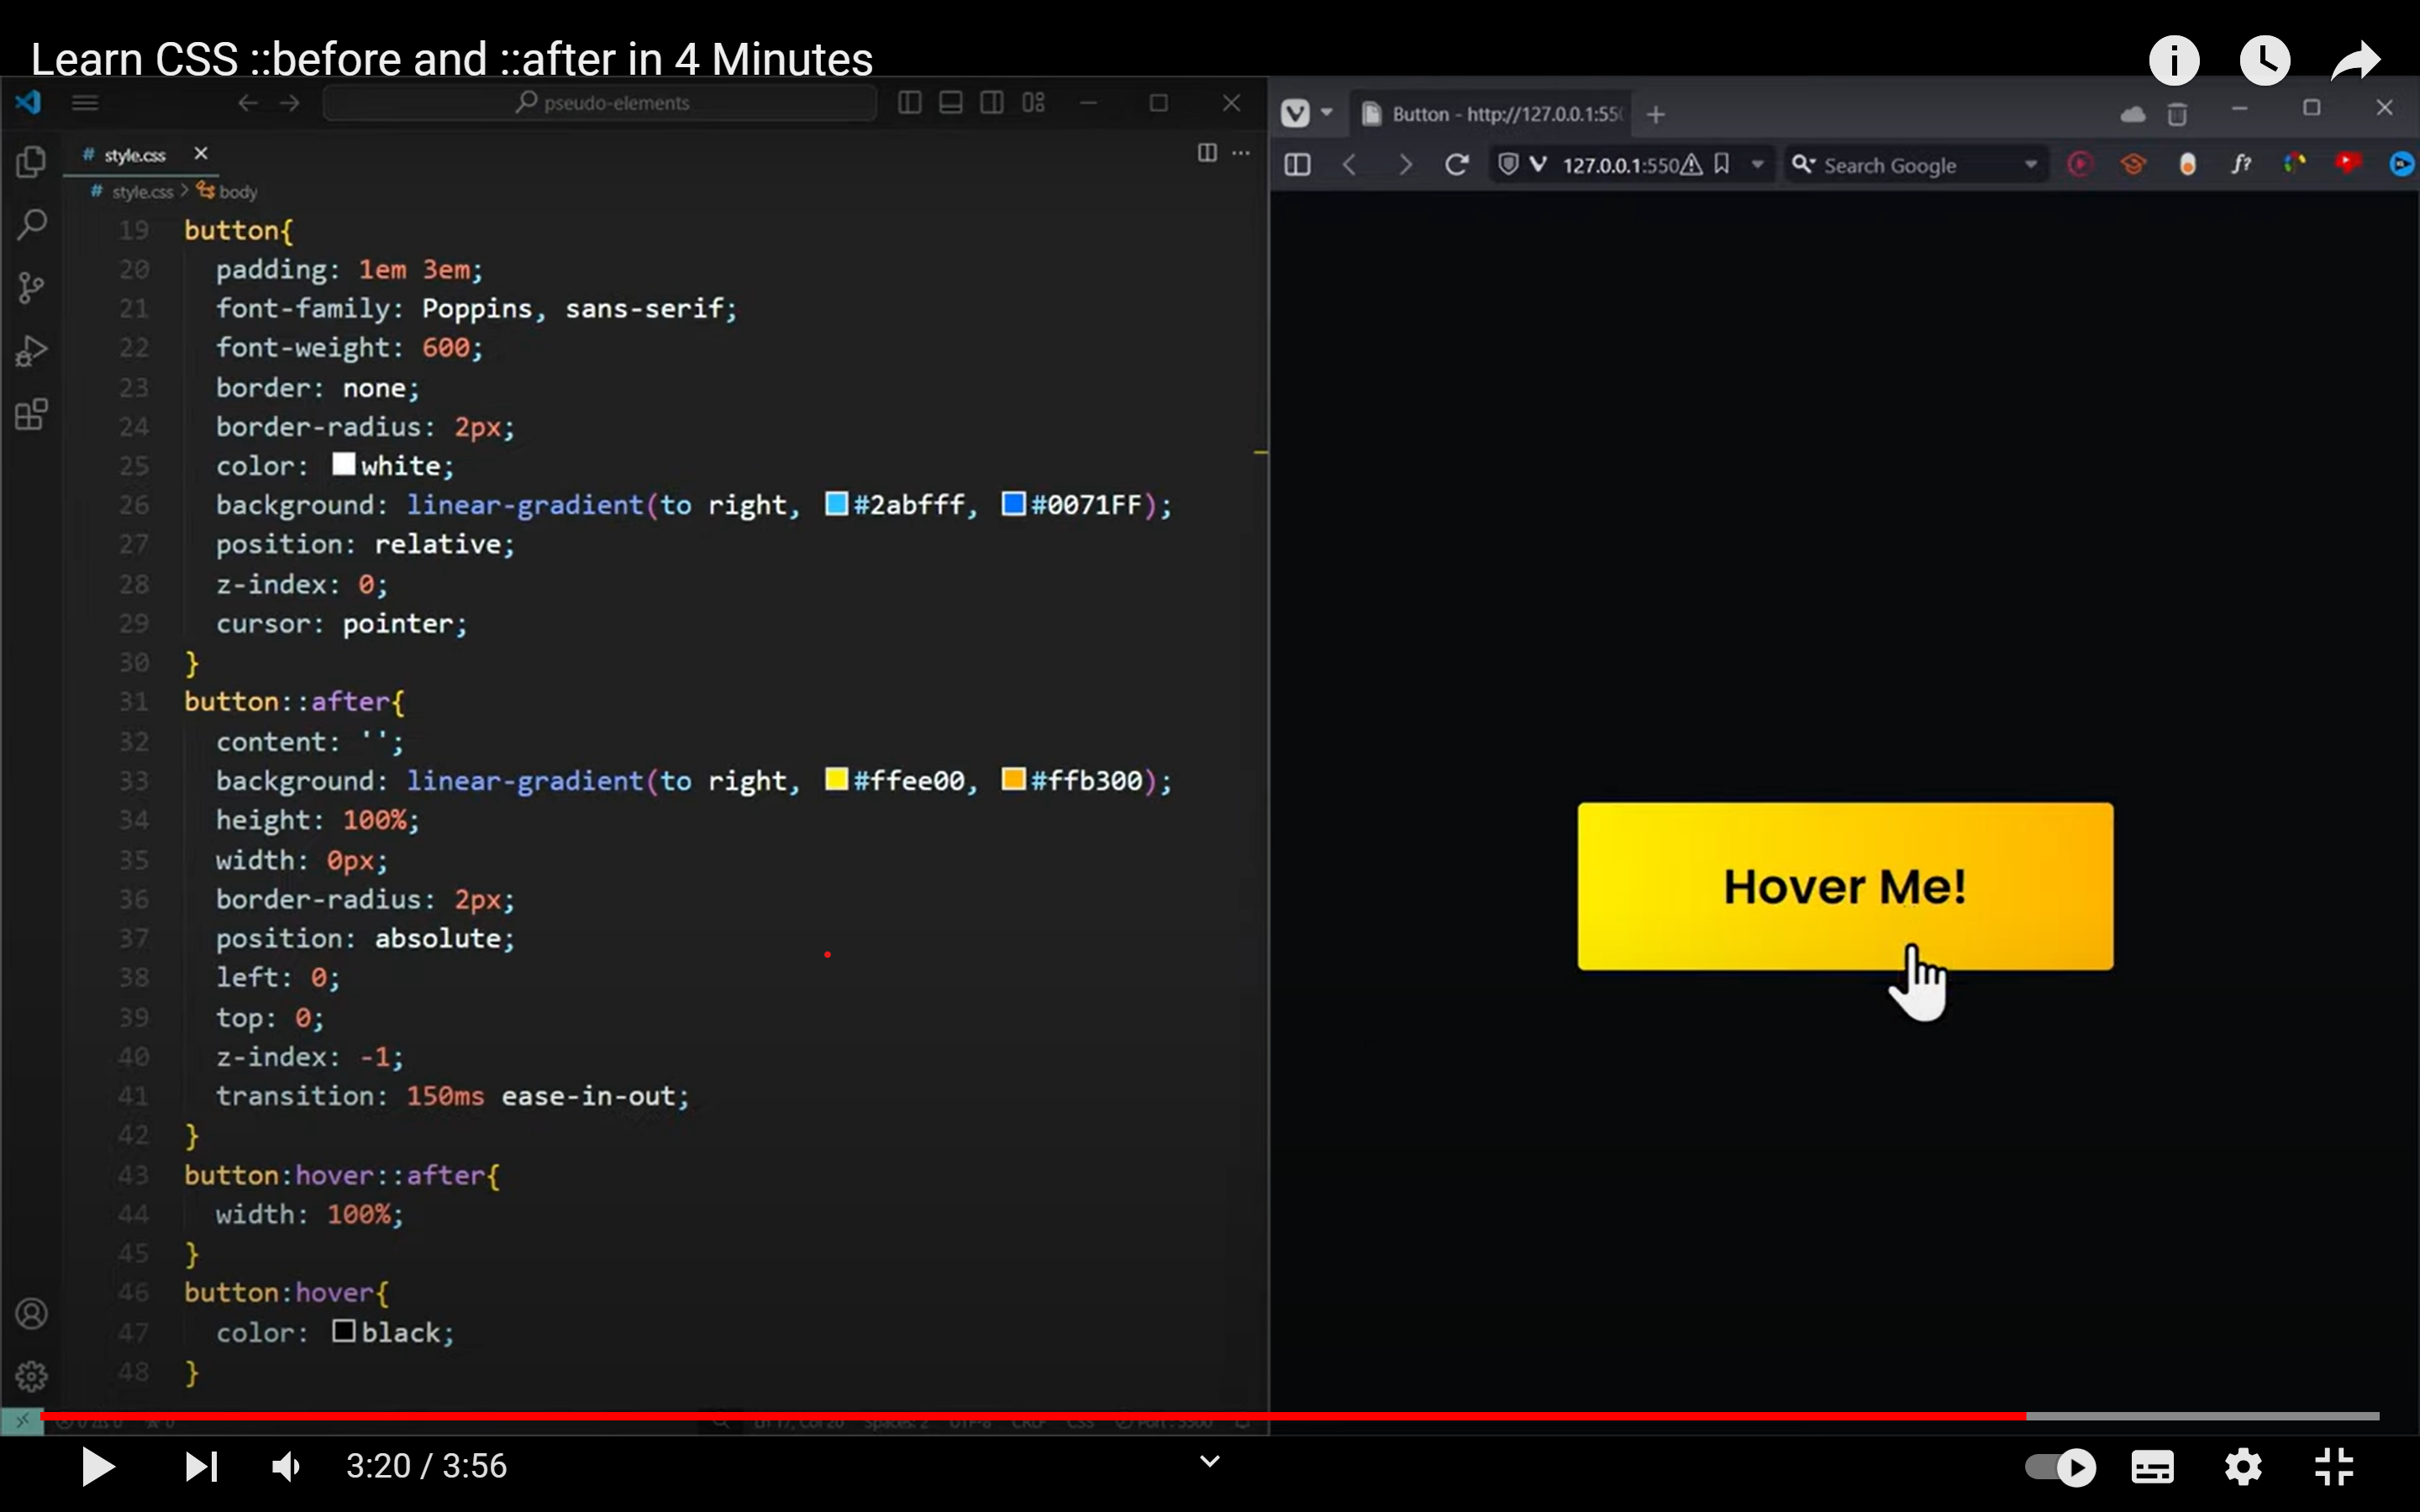 Learn CSS ::before and ::after in 4 Minutes
pseudo-elements
# style.css
# style.css > body
19 button{
20 padding: 1em 3em;
21 font-family: Poppins, sans-serif;
22 font-weight: 600;
23 border: none;
24 border-radius: 2px;
25 color: white;
26 background: linear-gradient(to right, #2abfff, #0071FF);
27 position: relative;
28 z-index: 0;
29 cursor: pointer;
30 }
31 button::after{
32 content: '';
33 background: linear-gradient(to right, #ffee00, #ffb300);
34 height: 100%;
35 width: 0px;
36 border-radius: 2px;
37 position: absolute;
38 left: 0;
39 top: 0;
40 z-index: -1;
41 transition: 150ms ease-in-out;
42 }
43 button:hover::after{
44 width: 100%;
45 }
46 button:hover{
47 color: black;
48 }
Button - http://127.0.0.1:55
127.0.0.1:550
Search Google
f?
Hover Me!
3:20 / 3:56